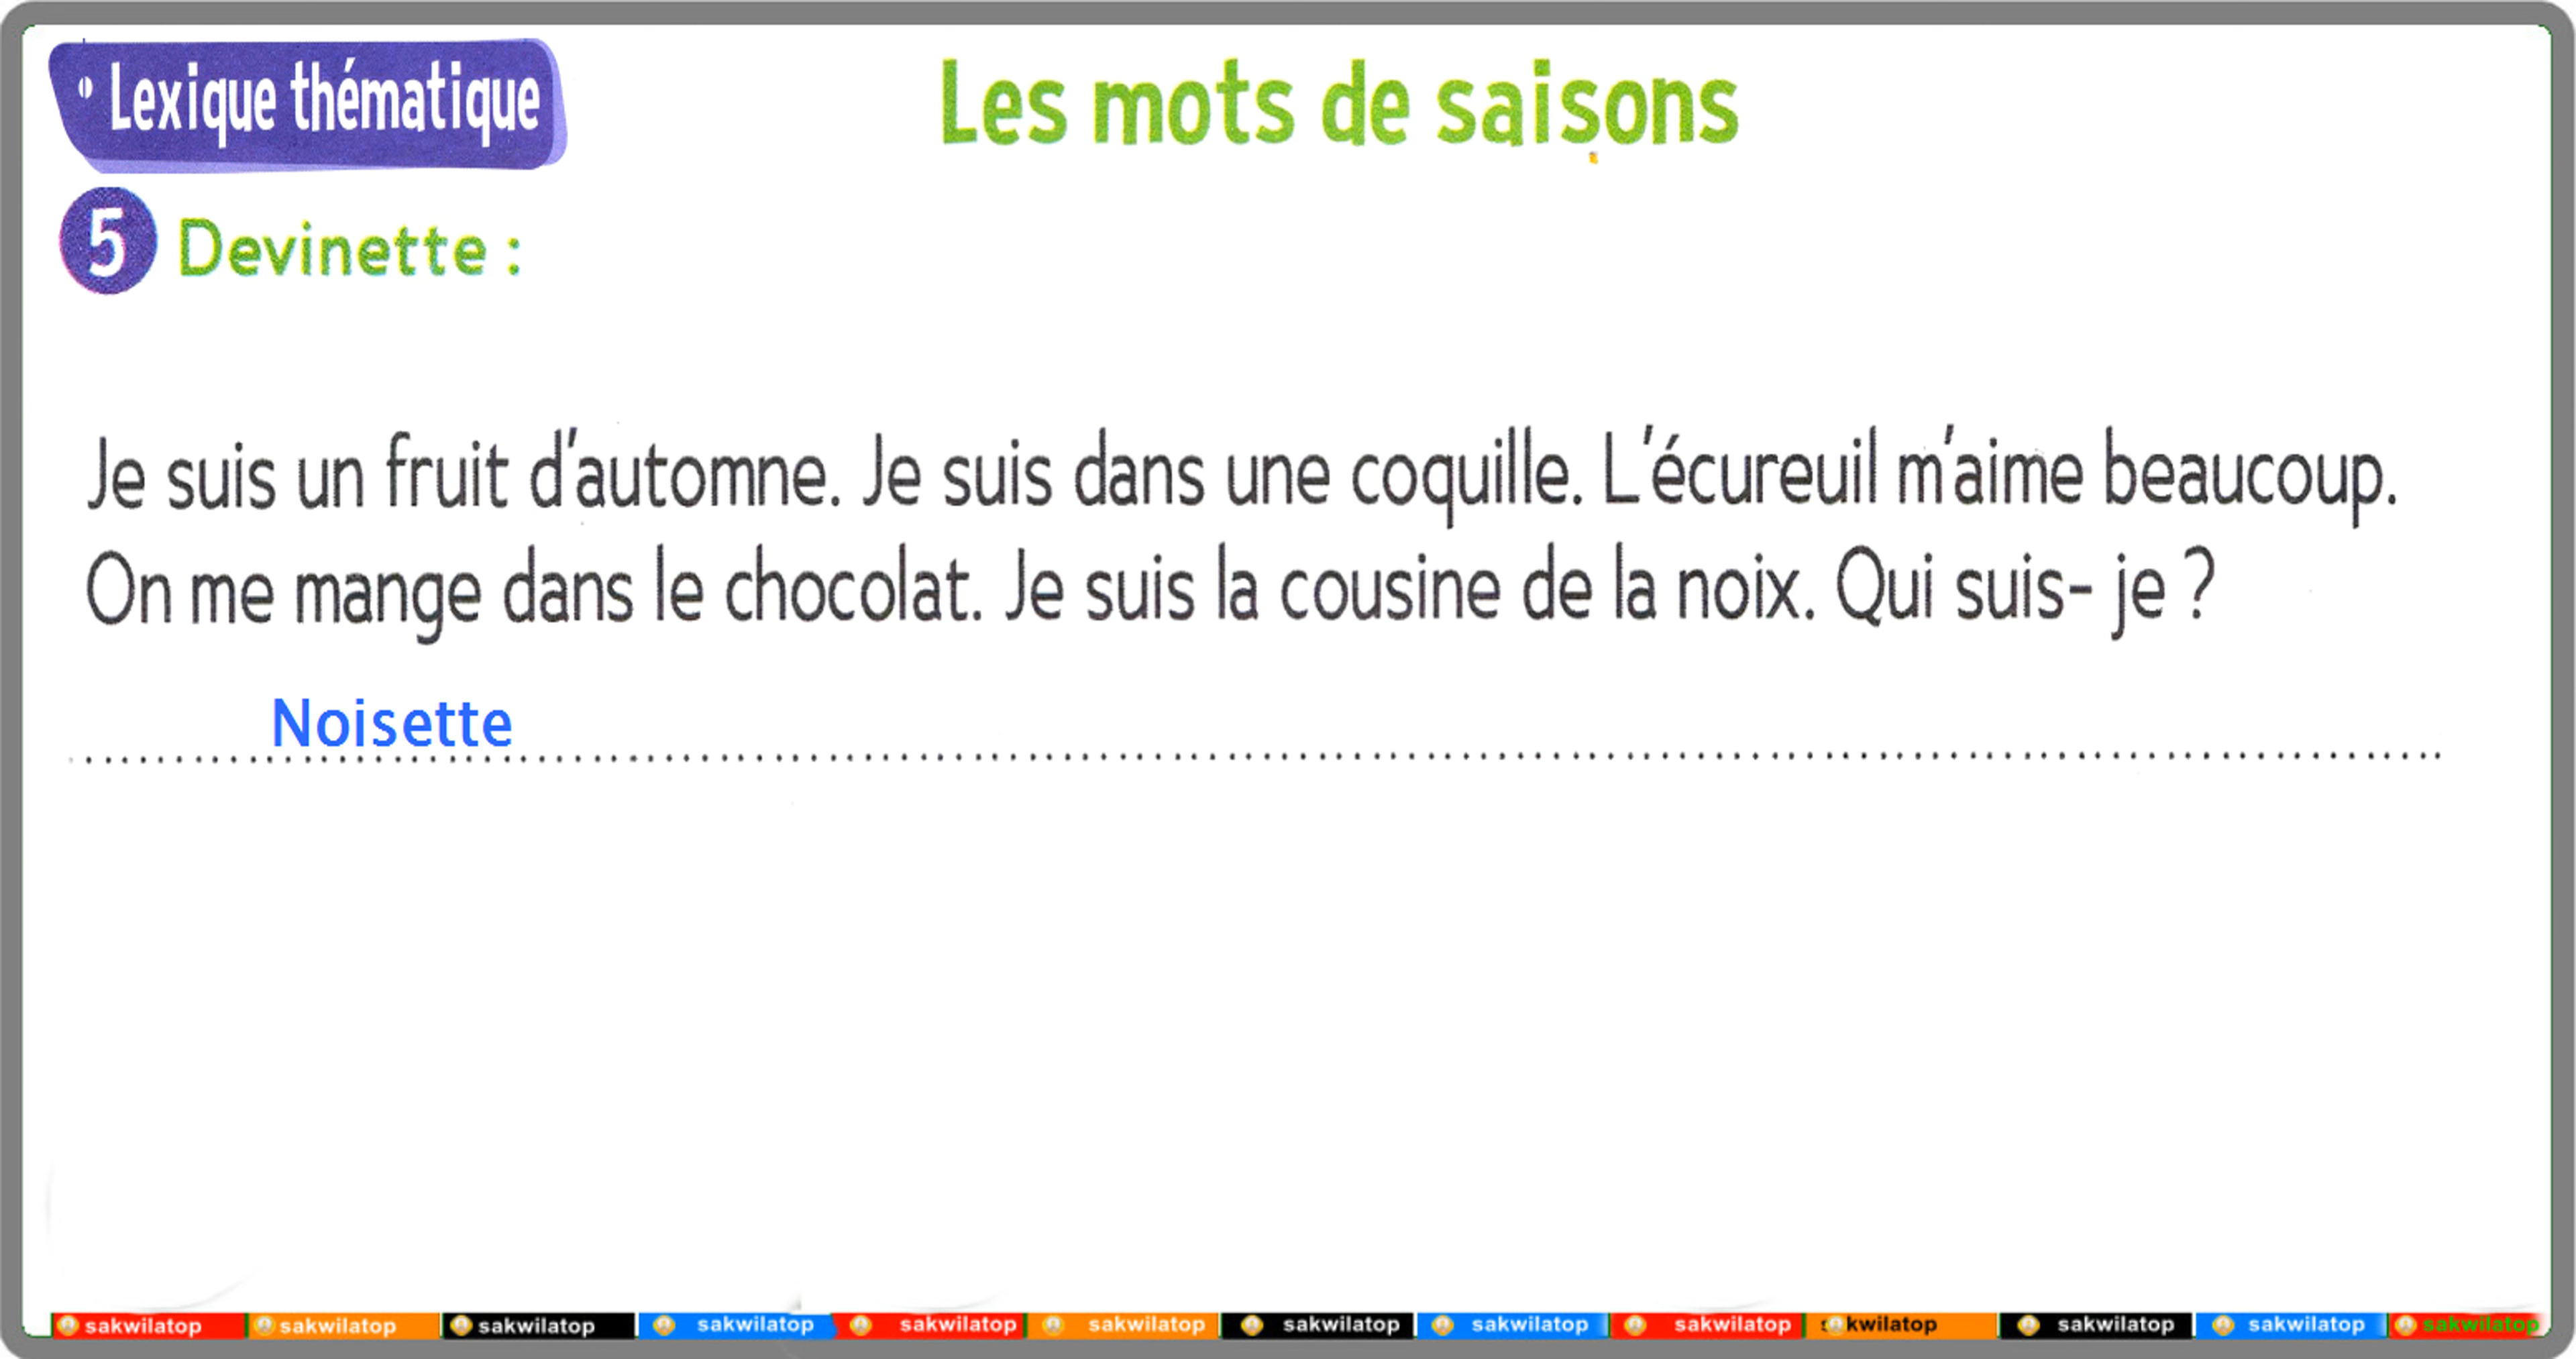 • Lexique thématique
Les mots de saisons
5 Devinette :
Je suis un fruit d'automne. Je suis dans une coquille. L'écureuil m'aime beaucoup.
On me mange dans le chocolat. Je suis la cousine de la noix. Qui suis- je ?
Noisette
sakwilatop sakwilatop sakwilatop sakwilatop sakwilatop sakwilatop sakwilatop sakwilatop sakwilatop kwilatop sakwilatop sakwilatop sakwilatop